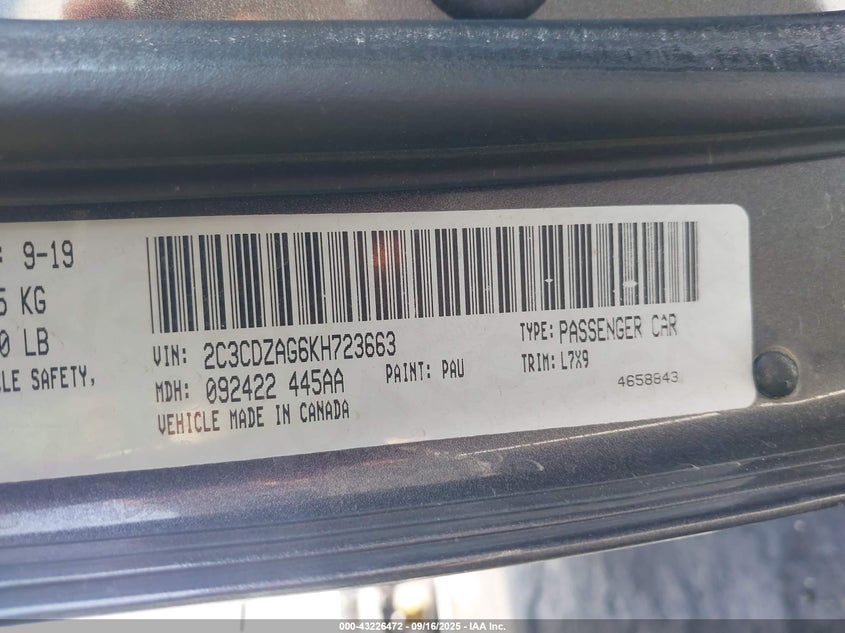 : 9-19
5 KG
0 LB
LE SAFETY,
VIN: 2C3CDZAG6KH723663
TYPE: PASSENGER CAR
MDH: 092422 445AA
PAINT: PAU
TRIM: L7X9
VEHICLE MADE IN CANADA
4658843
000-43226472 - 09/16/2025 - IAA Inc.